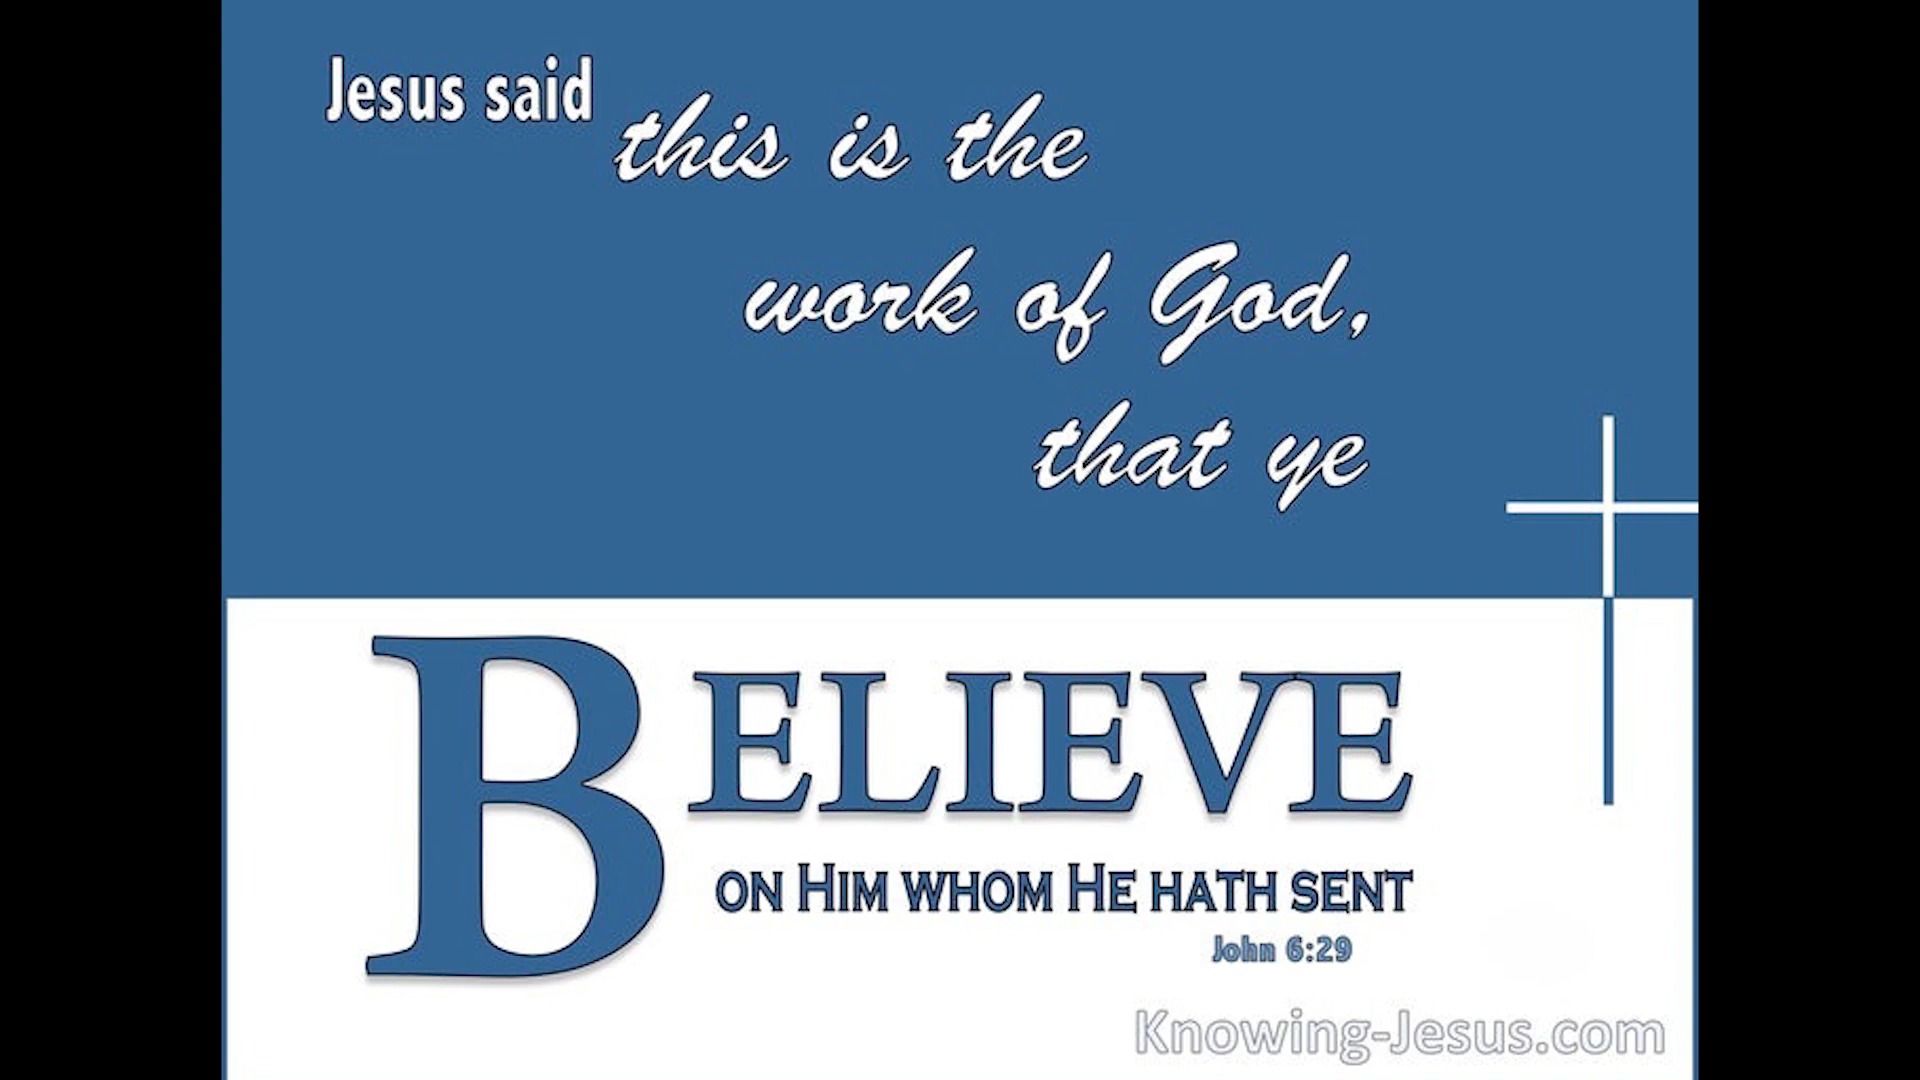 Jesus said
this is the
work of God,
that ye
BELIEVE
ON HIM WHOM HE HATH SENT
John 6:29
Knowing-Jesus.com